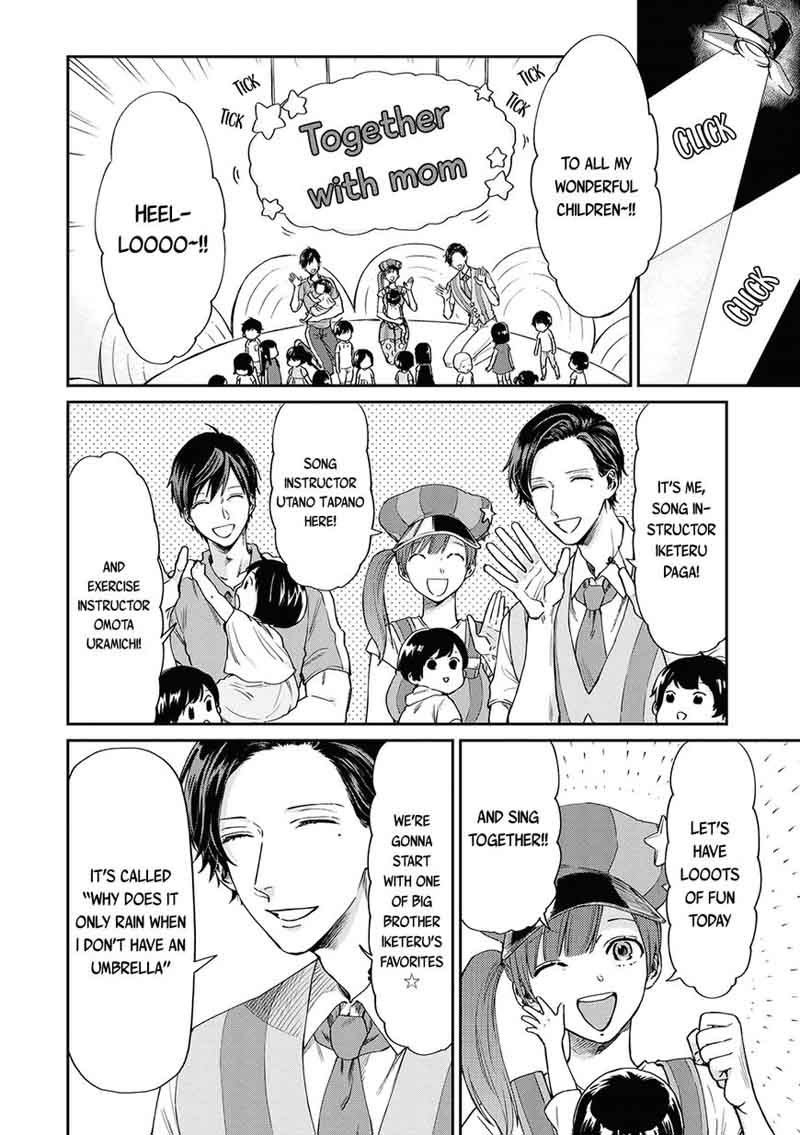 CLICK
CLICK
TO ALL MY
WONDERFUL
CHILDREN~!!
Together
with mom
TICK
TICK
TICK
TICK
HEEL-
LOOOO~!!
IT'S ME,
SONG IN-
STRUCTOR
IKETERU
DAGA!
SONG
INSTRUCTOR
UTANO TADANO
HERE!
AND
EXERCISE
INSTRUCTOR
OMOTA
URAMICHI!
LET'S
HAVE
LOOOTS
OF FUN
TODAY
AND SING
TOGETHER!!
WE'RE
GONNA
START
WITH ONE
OF BIG
BROTHER
IKETERU'S
FAVORITES
☆
IT'S CALLED
"WHY DOES IT
ONLY RAIN WHEN
I DON'T HAVE AN
UMBRELLA"